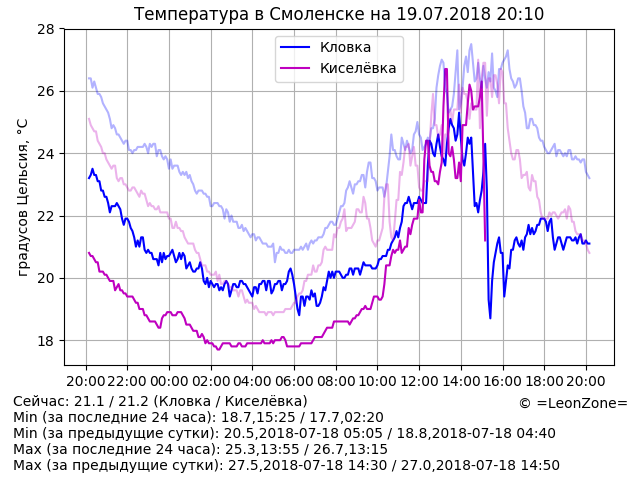 Температура в Смоленске на 19.07.2018 20:10
28
26
24
22
20
18
градусов Цельсия, °C
Кловка
Киселёвка
20:00 22:00 00:00 02:00 04:00 06:00 08:00 10:00 12:00 14:00 16:00 18:00 20:00
Сейчас: 21.1 / 21.2 (Кловка / Киселёвка)
© =LeonZone=
Min (за последние 24 часа): 18.7,15:25 / 17.7,02:20
Min (за предыдущие сутки): 20.5,2018-07-18 05:05 / 18.8,2018-07-18 04:40
Max (за последние 24 часа): 25.3,13:55 / 26.7,13:15
Max (за предыдущие сутки): 27.5,2018-07-18 14:30 / 27.0,2018-07-18 14:50